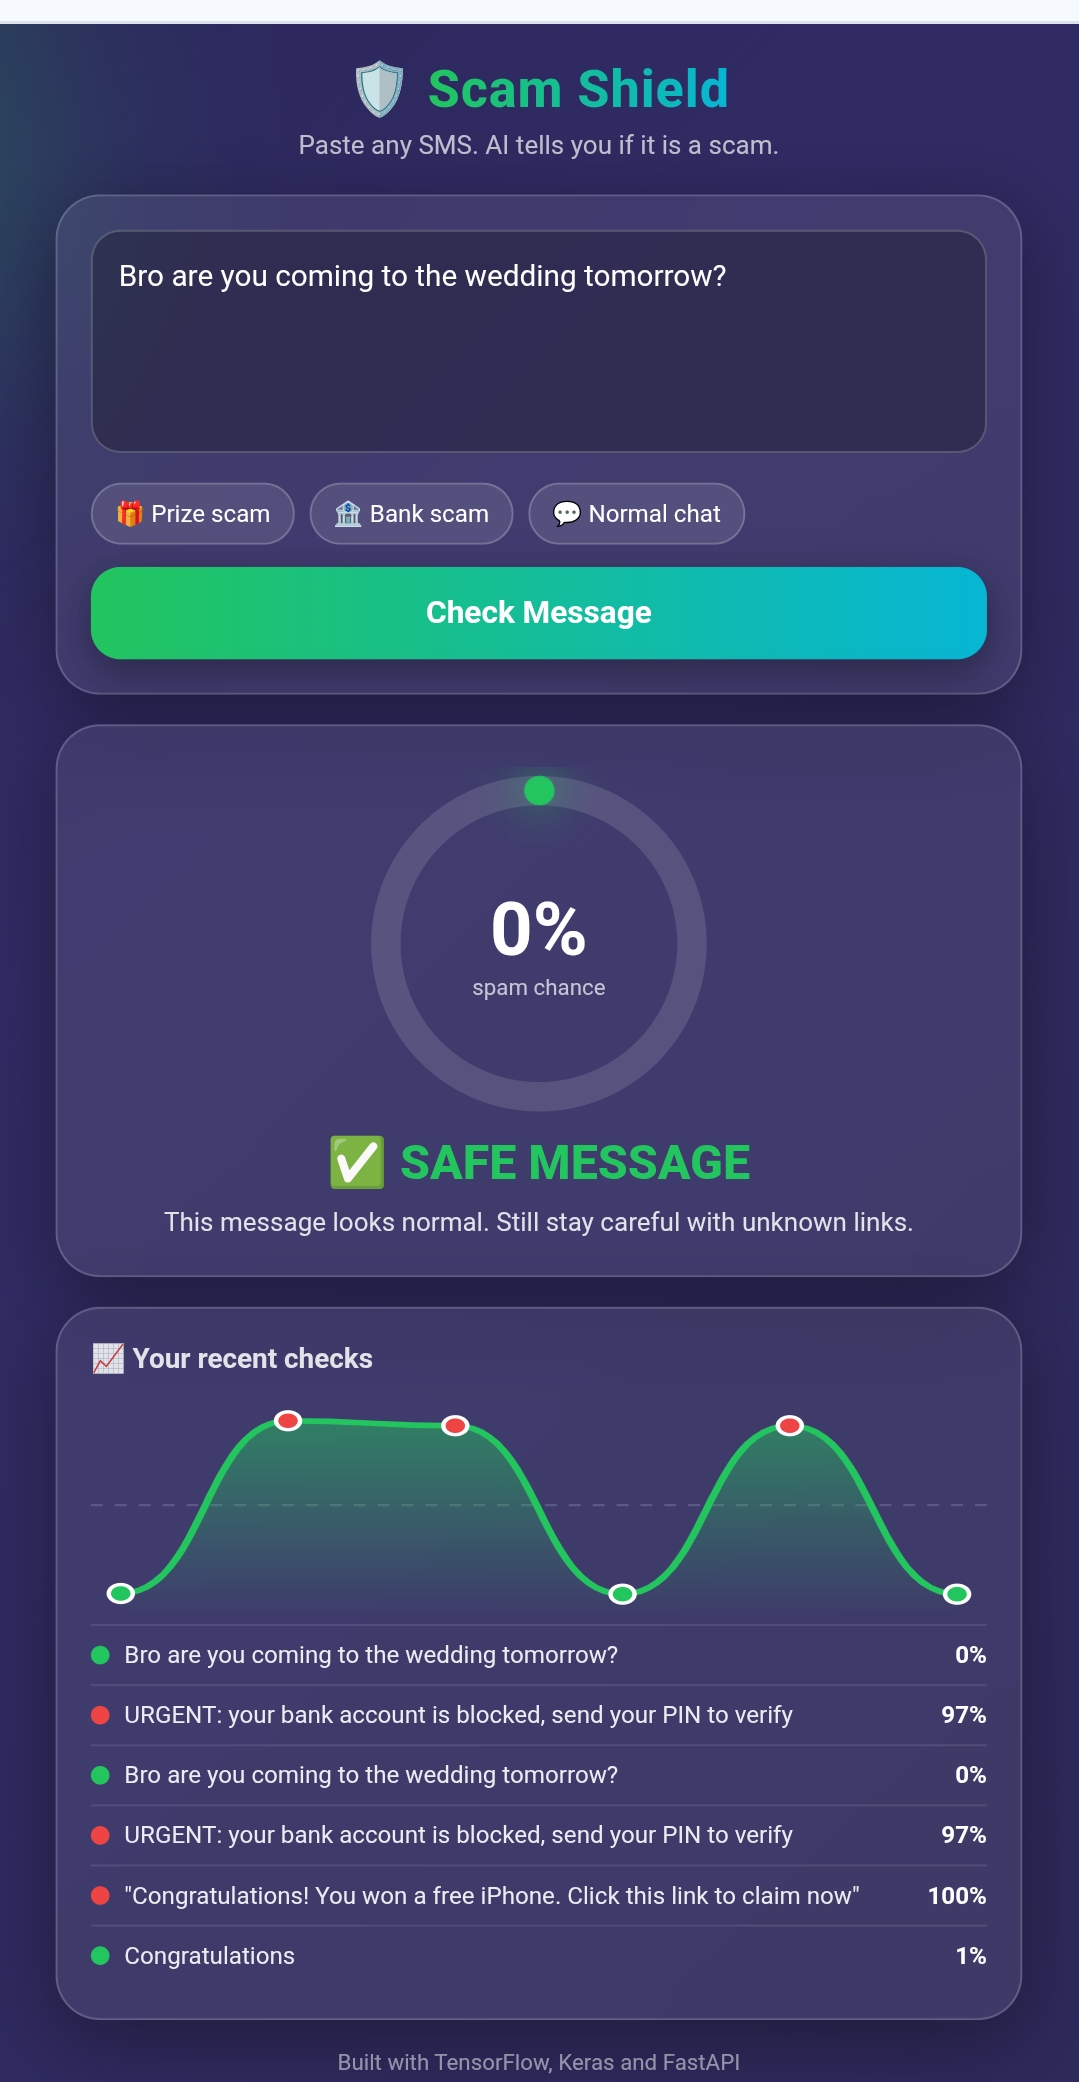 🛡️ Scam Shield
Paste any SMS. AI tells you if it is a scam.
Bro are you coming to the wedding tomorrow?
🎁 Prize scam 🏦 Bank scam 💬 Normal chat
Check Message
0%
spam chance
✅ SAFE MESSAGE
This message looks normal. Still stay careful with unknown links.
📈 Your recent checks
Bro are you coming to the wedding tomorrow? 0%
URGENT: your bank account is blocked, send your PIN to verify 97%
Bro are you coming to the wedding tomorrow? 0%
URGENT: your bank account is blocked, send your PIN to verify 97%
"Congratulations! You won a free iPhone. Click this link to claim now" 100%
Congratulations 1%
Built with TensorFlow, Keras and FastAPI